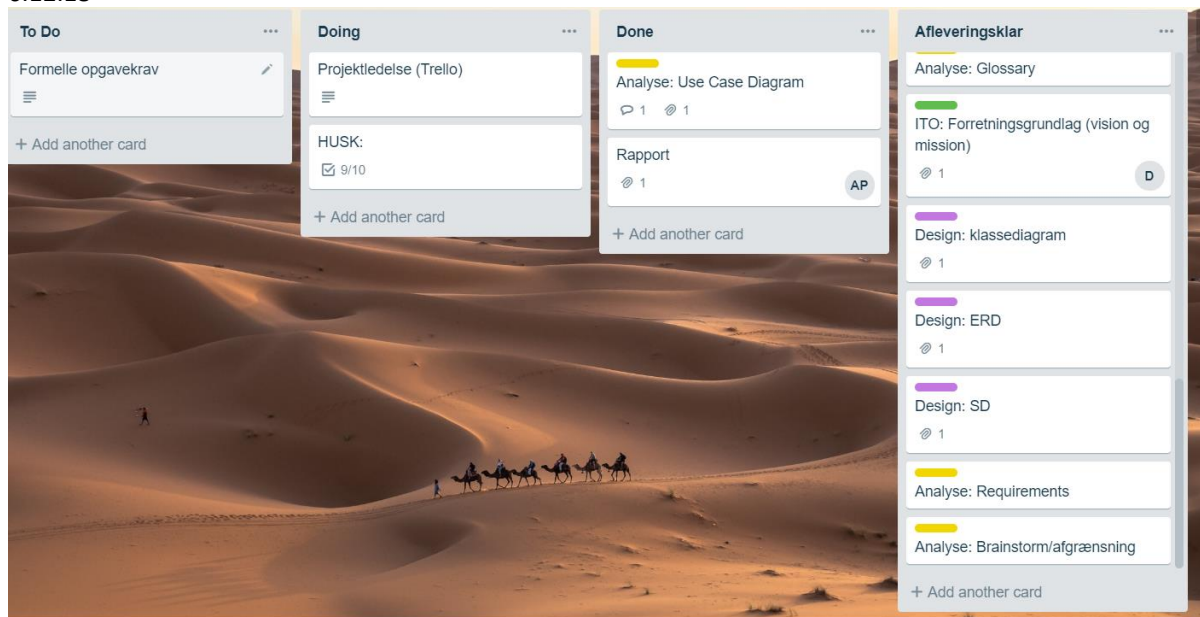 To Do
Formelle opgavekrav
+ Add another card
Doing
Projektledelse (Trello)
HUSK:
9/10
+ Add another card
Done
Analyse: Use Case Diagram
1 1
Rapport
1
AP
+ Add another card
Afleveringsklar
Analyse: Glossary
ITO: Forretningsgrundlag (vision og
mission)
1
D
Design: klassediagram
1
Design: ERD
1
Design: SD
1
Analyse: Requirements
Analyse: Brainstorm/afgrænsning
+ Add another card